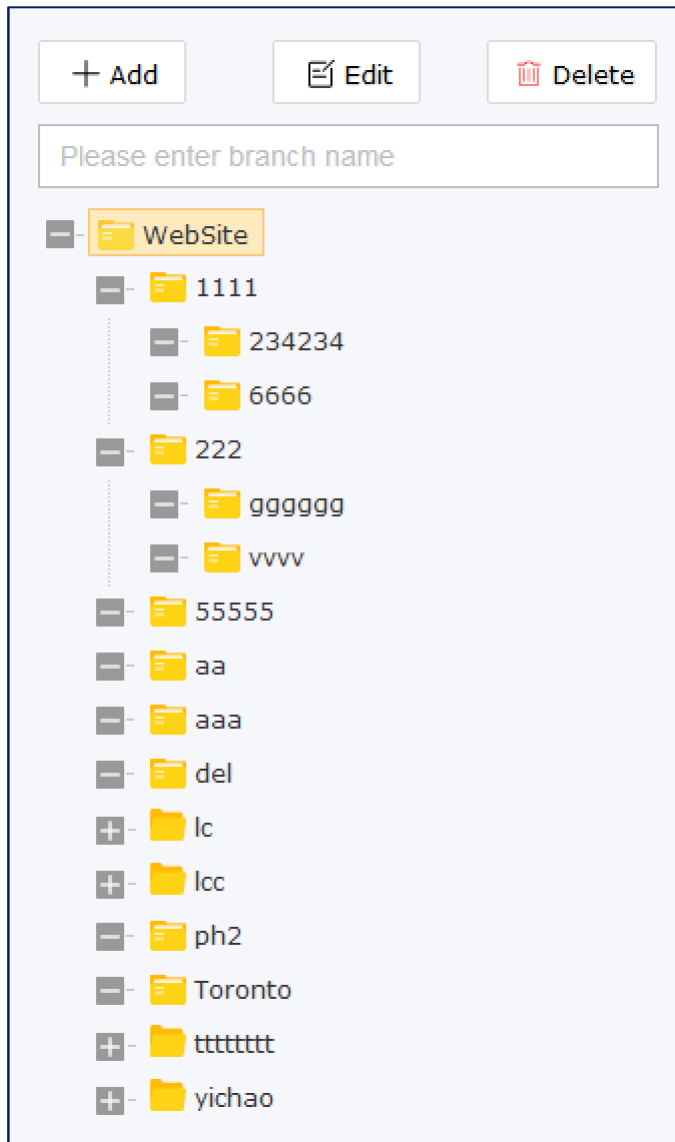 Add Edit Delete
Please enter branch name
WebSite
1111
234234
6666
222
gggggg
vvvv
55555
aa
aaa
del
lc
lcc
ph2
Toronto
tttttttt
yichao